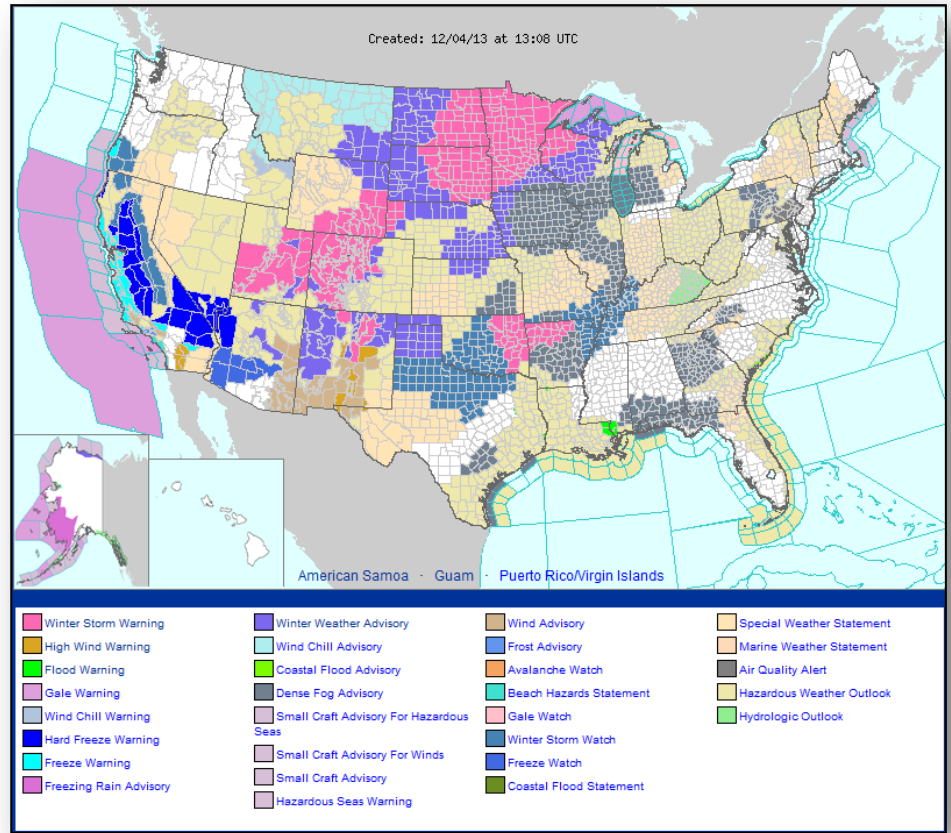 Created: 12/04/13 at 13:08 UTC
American Samoa · Guam · Puerto Rico/Virgin Islands
Winter Storm Warning
High Wind Warning
Flood Warning
Gale Warning
Wind Chill Warning
Hard Freeze Warning
Freeze Warning
Freezing Rain Advisory
Winter Weather Advisory
Wind Chill Advisory
Coastal Flood Advisory
Dense Fog Advisory
Small Craft Advisory For Hazardous
Seas
Small Craft Advisory For Winds
Small Craft Advisory
Hazardous Seas Warning
Wind Advisory
Frost Advisory
Avalanche Watch
Beach Hazards Statement
Gale Watch
Winter Storm Watch
Freeze Watch
Coastal Flood Statement
Special Weather Statement
Marine Weather Statement
Air Quality Alert
Hazardous Weather Outlook
Hydrologic Outlook